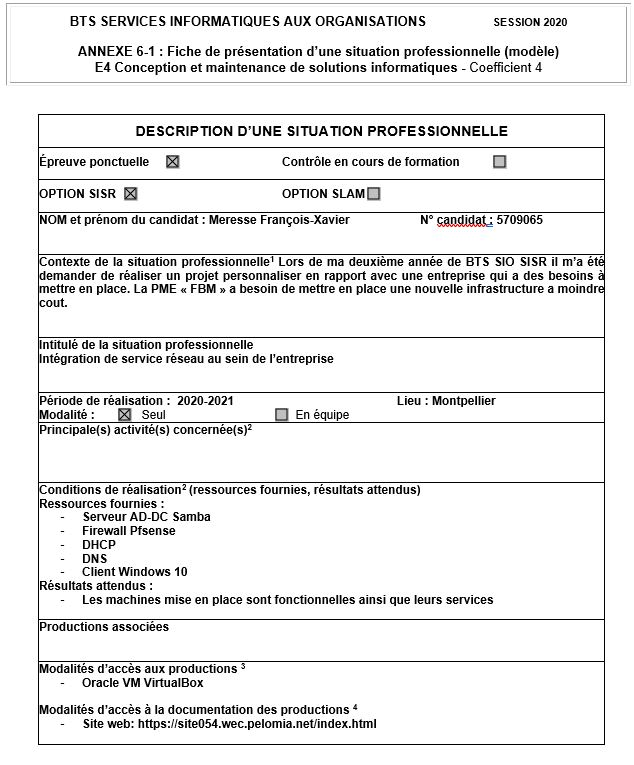 BTS SERVICES INFORMATIQUES AUX ORGANISATIONS SESSION 2020
ANNEXE 6-1 : Fiche de présentation d’une situation professionnelle (modèle)
E4 Conception et maintenance de solutions informatiques - Coefficient 4
DESCRIPTION D’UNE SITUATION PROFESSIONNELLE
Épreuve ponctuelle ☒ Contrôle en cours de formation ☐
OPTION SISR ☒ OPTION SLAM ☐
NOM et prénom du candidat : Meresse François-Xavier N° candidat : 5709065
Contexte de la situation professionnelle¹ Lors de ma deuxième année de BTS SIO SISR il m’a été
demander de réaliser un projet personnaliser en rapport avec une entreprise qui a des besoins à
mettre en place. La PME « FBM » a besoin de mettre en place une nouvelle infrastructure a moindre
cout.
Intitulé de la situation professionnelle
Intégration de service réseau au sein de l’entreprise
Période de réalisation : 2020-2021 Lieu : Montpellier
Modalité : ☒ Seul ☐ En équipe
Principale(s) activité(s) concernée(s)²
Conditions de réalisation² (ressources fournies, résultats attendus)
Ressources fournies :
- Serveur AD-DC Samba
- Firewall Pfsense
- DHCP
- DNS
- Client Windows 10
Résultats attendus :
- Les machines mise en place sont fonctionnelles ainsi que leurs services
Productions associées
Modalités d’accès aux productions ³
- Oracle VM VirtualBox
Modalités d’accès à la documentation des productions ⁴
- Site web: https://site054.wec.pelomia.net/index.html